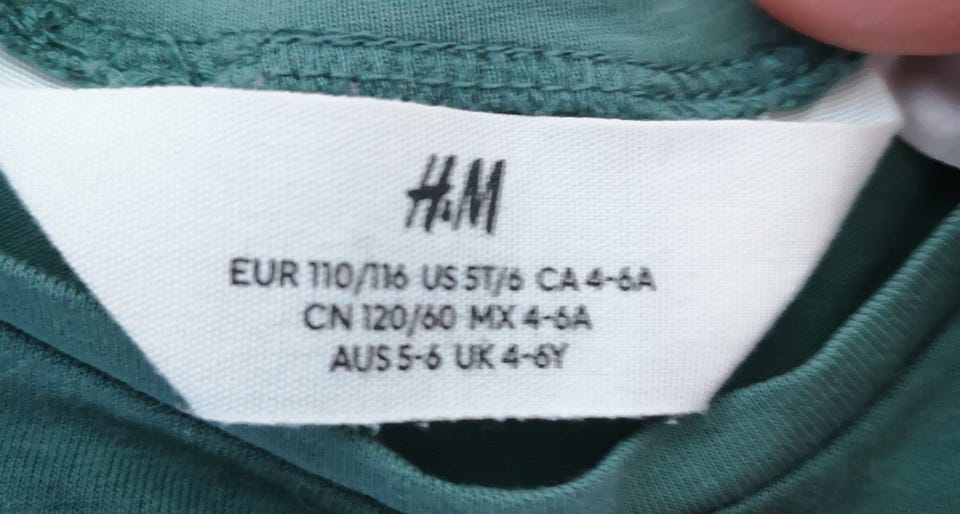 H&M
EUR 110/116 US 5T/6 CA 4-6A
CN 120/60 MX 4-6A
AUS 5-6 UK 4-6Y